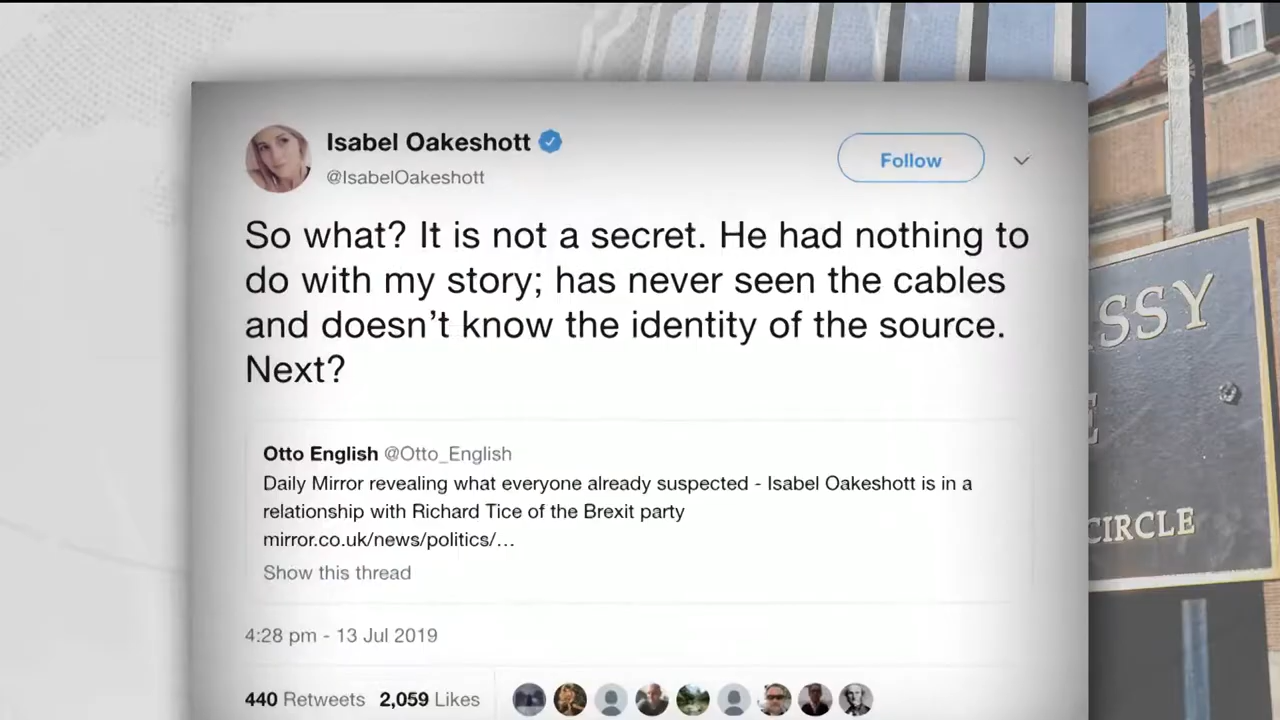 Isabel Oakeshott
@IsabelOakeshott
Follow
So what? It is not a secret. He had nothing to
do with my story; has never seen the cables
and doesn’t know the identity of the source.
Next?
Otto English @Otto_English
Daily Mirror revealing what everyone already suspected - Isabel Oakeshott is in a
relationship with Richard Tice of the Brexit party
mirror.co.uk/news/politics/...
Show this thread
4:28 pm - 13 Jul 2019
440 Retweets 2,059 Likes
SSY
E
CIRCLE